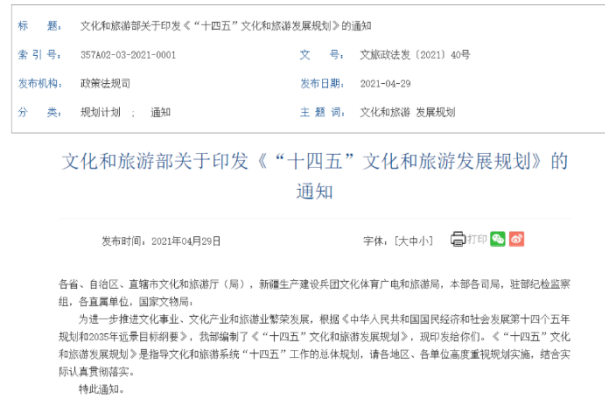 标 题： 文化和旅游部关于印发《“十四五”文化和旅游发展规划》的通知
索 引 号： 357A02-03-2021-0001 文 号： 文旅政法发〔2021〕40号
发布机构： 政策法规司 发布日期： 2021-04-29
分 类： 规划计划 ； 通知 主 题 词： 文化和旅游 发展规划
文化和旅游部关于印发《“十四五”文化和旅游发展规划》的
通知
发布时间：2021年04月29日 字体：[大中小] 打印
各省、自治区、直辖市文化和旅游厅（局），新疆生产建设兵团文化体育广电和旅游局，本部各司局，驻部纪检监察
组，各直属单位，国家文物局：
为进一步推进文化事业、文化产业和旅游业繁荣发展，根据《中华人民共和国国民经济和社会发展第十四个五年
规划和2035年远景目标纲要》，我部编制了《“十四五”文化和旅游发展规划》，现印发给你们。《“十四五”文化
和旅游发展规划》是指导文化和旅游系统“十四五”工作的总体规划，请各地区、各单位高度重视规划实施，结合实
际认真贯彻落实。
特此通知。